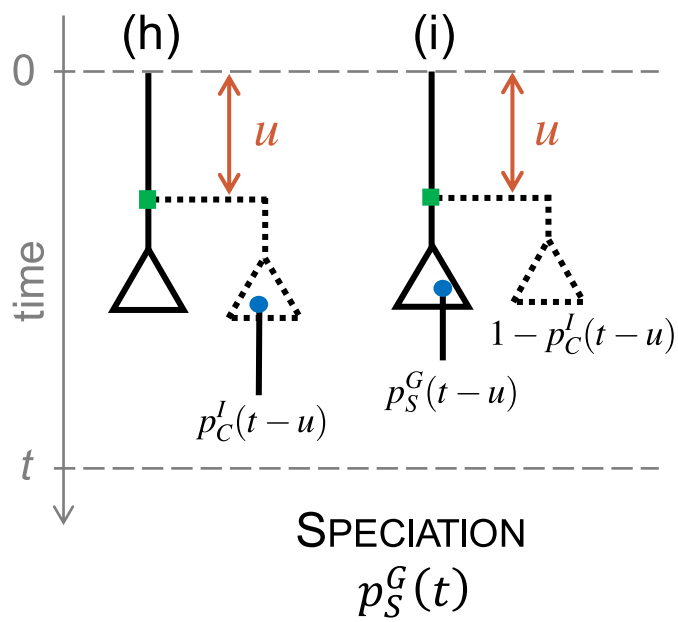 (h)
(i)
0
u
u
time
1 − p_C^I(t − u)
p_S^G(t − u)
p_C^I(t − u)
t
SPECIATION
p_S^G(t)